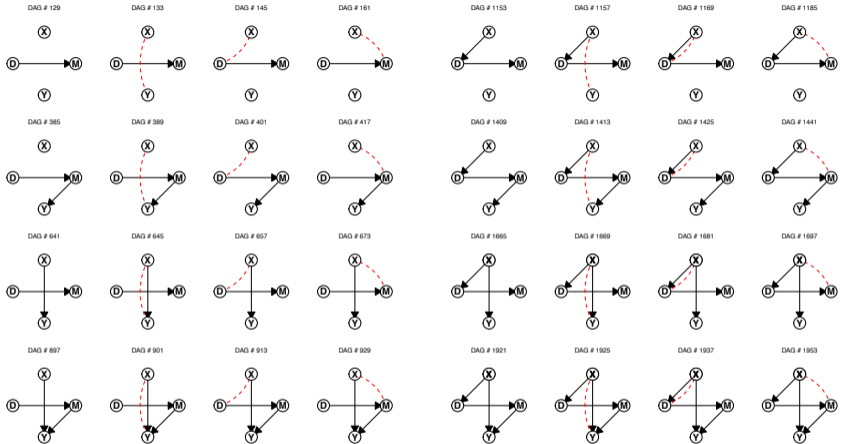 DAG # 129 DAG # 133 DAG # 145 DAG # 161 DAG # 1153 DAG # 1157 DAG # 1169 DAG # 1185
X X X X X X X X
D M D M D M D M D M D M D M D M
Y Y Y Y Y Y Y Y
DAG # 385 DAG # 389 DAG # 401 DAG # 417 DAG # 1409 DAG # 1413 DAG # 1425 DAG # 1441
X X X X X X X X
D M D M D M D M D M D M D M D M
Y Y Y Y Y Y Y Y
DAG # 641 DAG # 645 DAG # 657 DAG # 673 DAG # 1665 DAG # 1669 DAG # 1681 DAG # 1697
X X X X X X X X
D M D M D M D M D M D M D M D M
Y Y Y Y Y Y Y Y
DAG # 897 DAG # 901 DAG # 913 DAG # 929 DAG # 1921 DAG # 1925 DAG # 1937 DAG # 1953
X X X X X X X X
D M D M D M D M D M D M D M D M
Y Y Y Y Y Y Y Y